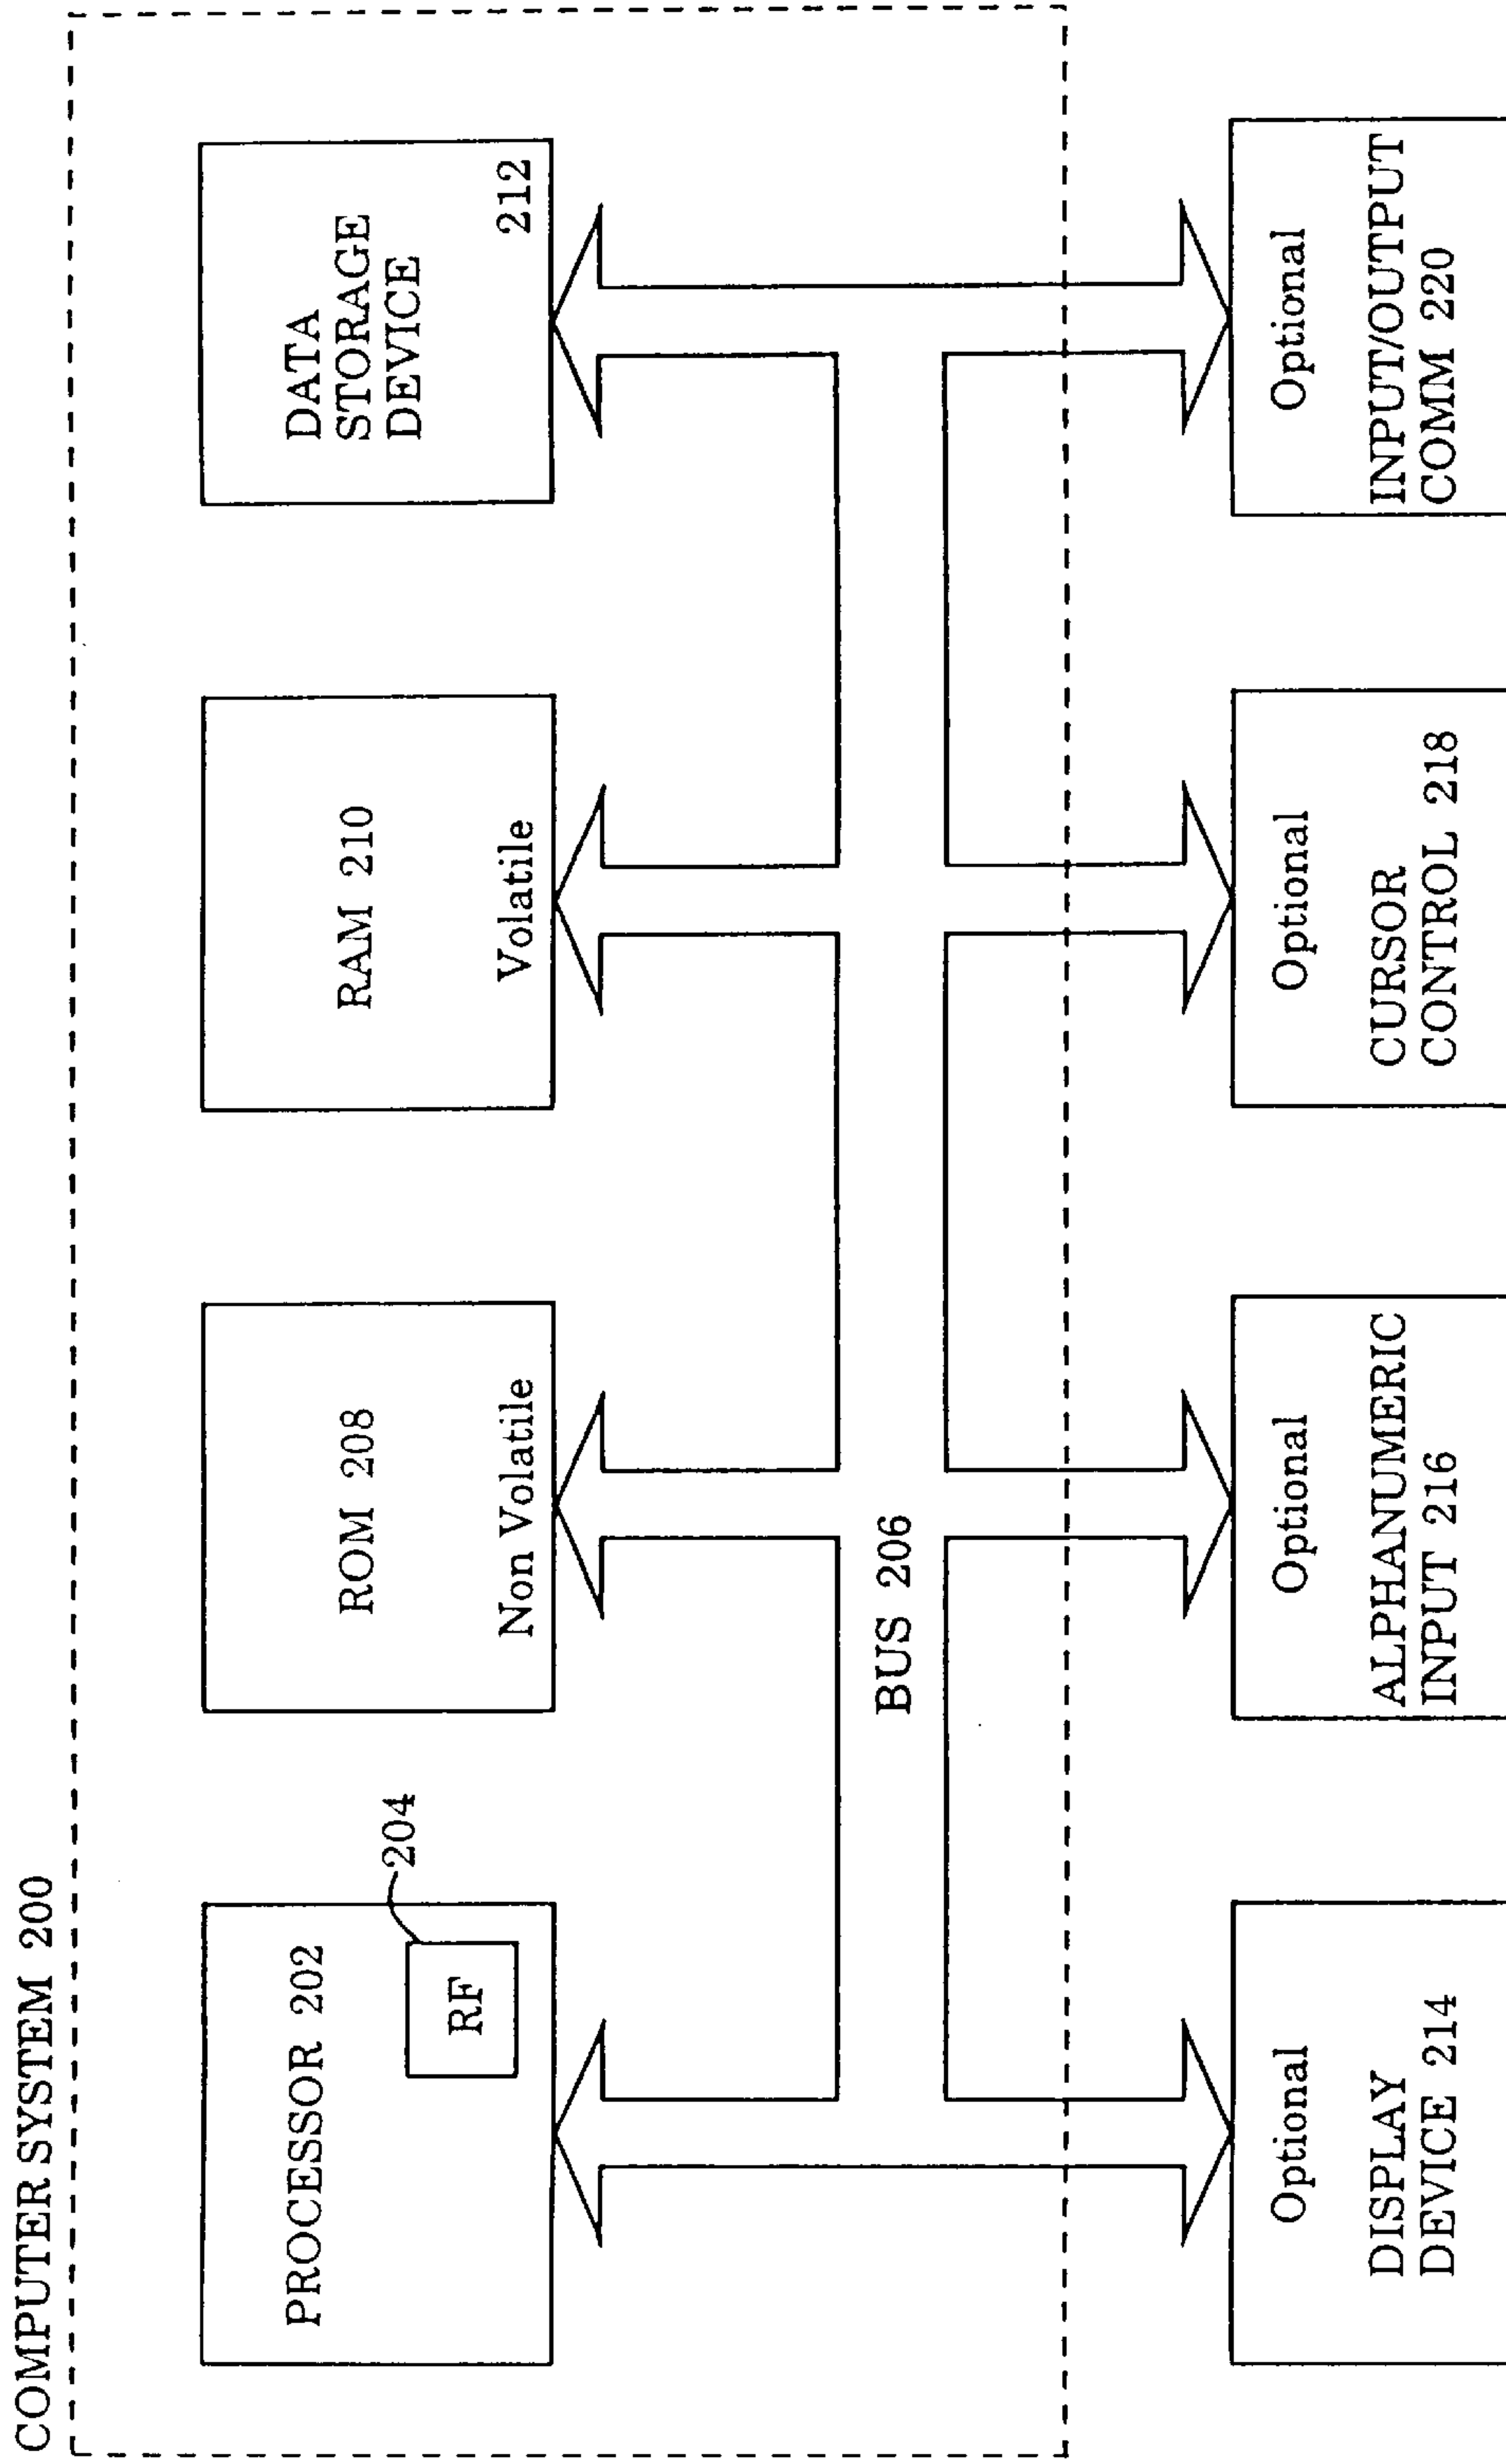 COMPUTER SYSTEM 200
PROCESSOR 202
RF
204
ROM 208
Non Volatile
RAM 210
Volatile
DATA
STORAGE
DEVICE
212
BUS 206
Optional
DISPLAY
DEVICE 214
Optional
ALPHANUMERIC
INPUT 216
Optional
CURSOR
CONTROL 218
Optional
INPUT/OUTPUT
COMM 220